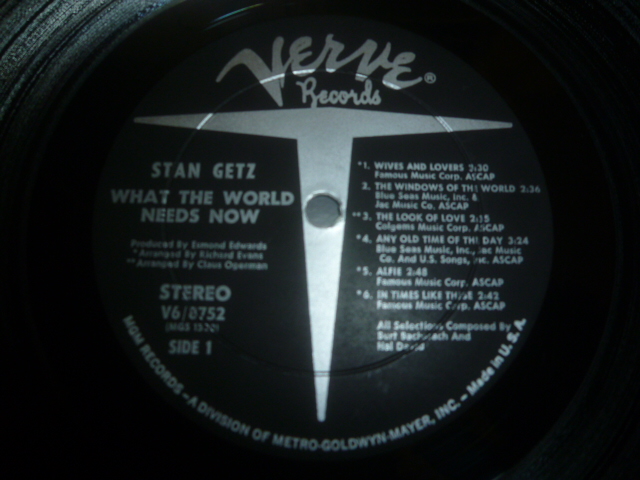 Verve®
Records
STAN GETZ
WHAT THE WORLD
NEEDS NOW
Produced By Esmond Edwards
*Arranged By Richard Evans
**Arranged By Claus Ogerman
STEREO
V6/8752
SIDE 1
*1. WIVES AND LOVERS 2:30
Famous Music Corp. ASCAP
2. THE WINDOWS OF THE WORLD 2:36
Blue Seas Music, Inc. &
Jac Music Co. ASCAP
**3. THE LOOK OF LOVE 2:15
Colgems Music Corp. ASCAP
*4. ANY OLD TIME OF THE DAY 3:24
Blue Seas Music, Inc., Jac Music
Co. And U.S. Songs, Inc. ASCAP
*5. ALFIE 2:48
Famous Music Corp. ASCAP
*6. IN TIMES LIKE THESE 2:42
Famous Music Corp. ASCAP
All Selections Composed By
Burt Bacharach And
Hal David
MGM RECORDS – A DIVISION OF METRO-GOLDWYN-MAYER, INC. – Made in U.S.A.